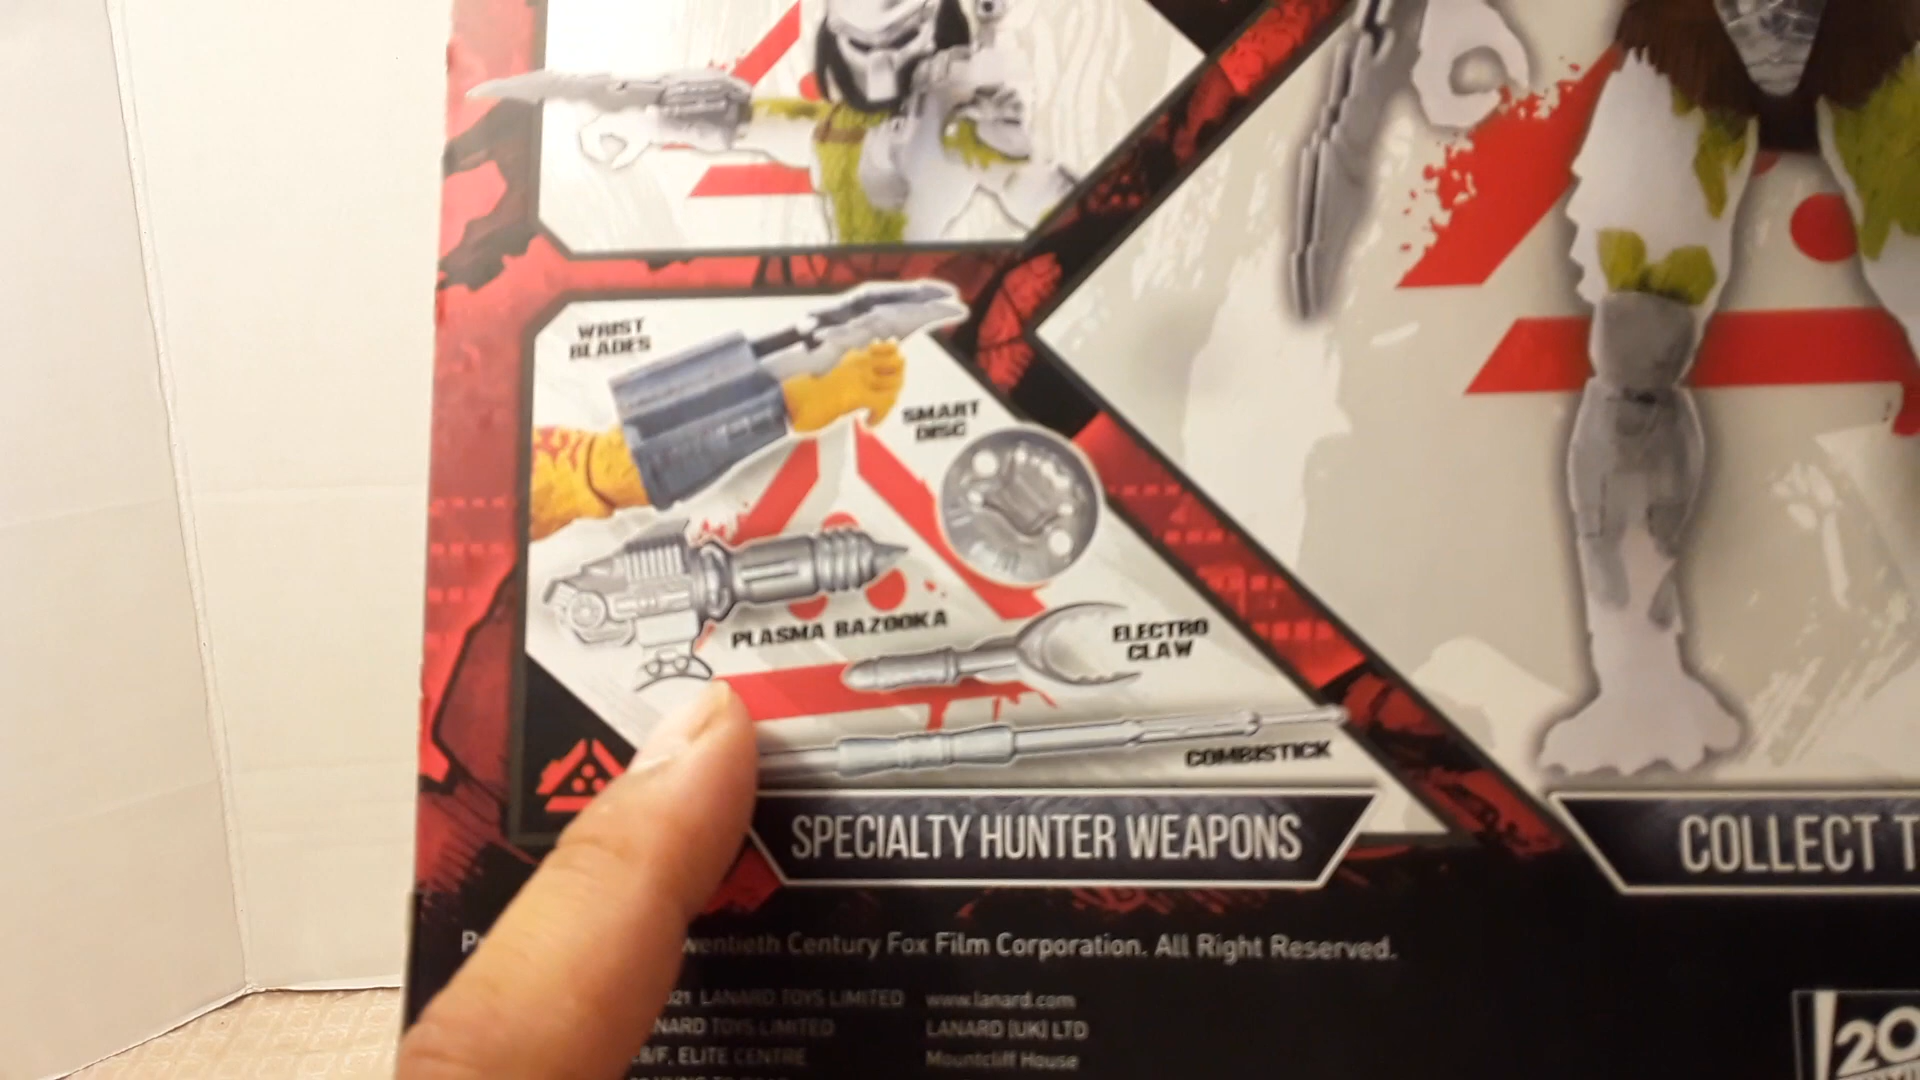 WRIST
BLADES
SMART
DISC
PLASMA BAZOOKA
ELECTRO
CLAW
COMBISTICK
SPECIALTY HUNTER WEAPONS
COLLECT
Century Fox Film Corporation. All Right Reserved.
LANARD TOYS LIMITED www.lanard.com
TOYS LIMITED LANARD (UK) LTD
ELITE CENTRE Mountcliff House
20